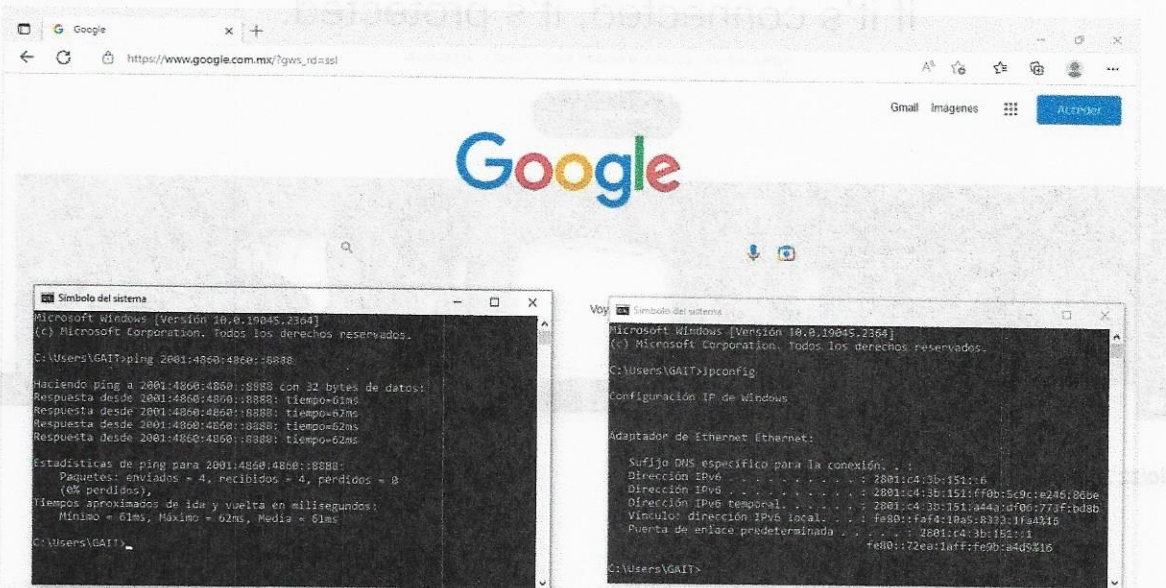 If it's connected, it's protected.
Google
https://www.google.com.mx/?gws_rd=ssl
Gmail Imágenes
Acceder
Google
Símbolo del sistema
Microsoft Windows [Versión 10.0.19045.2364]
(c) Microsoft Corporation. Todos los derechos reservados.
C:\Users\GAIT>ping 2001:4860:4860::8888
Haciendo ping a 2001:4860:4860::8888 con 32 bytes de datos:
Respuesta desde 2001:4860:4860::8888: tiempo=61ms
Respuesta desde 2001:4860:4860::8888: tiempo=62ms
Respuesta desde 2001:4860:4860::8888: tiempo=62ms
Respuesta desde 2001:4860:4860::8888: tiempo=62ms
Estadísticas de ping para 2001:4860:4860::8888:
Paquetes: enviados = 4, recibidos = 4, perdidos = 0
(0% perdidos),
Tiempos aproximados de ida y vuelta en milisegundos:
Mínimo = 61ms, Máximo = 62ms, Media = 61ms
C:\Users\GAIT>_
Voy
Símbolo del sistema
Microsoft Windows [Versión 10.0.19045.2364]
(c) Microsoft Corporation. Todos los derechos reservados.
C:\Users\GAIT>ipconfig
Configuración IP de Windows
Adaptador de Ethernet Ethernet:
Sufijo DNS específico para la conexión. . :
Dirección IPv6 . . . . . . . . . . : 2801:c4:3b:151::6
Dirección IPv6 . . . . . . . . . . : 2801:c4:3b:151:ff0b:5c9c:e246:86be
Dirección IPv6 temporal. . . . . . : 2801:c4:3b:151:a44a:df06:773f:bd8b
Vínculo: dirección IPv6 local. . . : fe80::faf4:10a5:8333:1fa4%16
Puerta de enlace predeterminada . . . . . : 2801:c4:3b:151::1
fe80::72ea:1aff:fe9b:a4d9%16
C:\Users\GAIT>